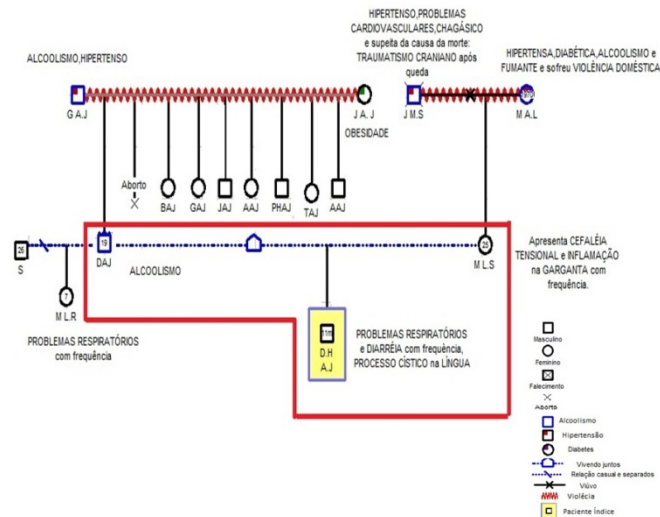 HIPERTENSO,PROBLEMAS
CARDIOVASCULARES,CHAGÁSICO
e supeita da causa da morte:
TRAUMATISMO CRANIANO após
queda
ALCOOLISMO,HIPERTENSO
HIPERTENSA,DIABÉTICA,ALCOOLISMO e
FUMANTE e sofreu VIOLÊNCIA DOMÉSTICA
G A.J
J A. J
J M.S
M A.L
OBESIDADE
Aborto
BAJ
GAJ
JAJ
AAJ
PHAJ
TAJ
AAJ
26
S
19
DAJ
ALCOOLISMO
25
M L.S
Apresenta CEFALÉIA
TENSIONAL e INFLAMAÇÃO
na GARGANTA com
frequência.
7
M L.R
PROBLEMAS RESPIRATÓRIOS
com frequência
11m
D.H
A.J
PROBLEMAS RESPIRATÓRIOS
e DIARRÉIA com frequência,
PROCESSO CÍSTICO na LÍNGUA
Masculino
Feminino
Falecimento
Aborto
Alcoolismo
Hipertensão
Diabetes
Vivendo juntos
Relação casual e separados
Viúvo
Violécia
Paciente Índice